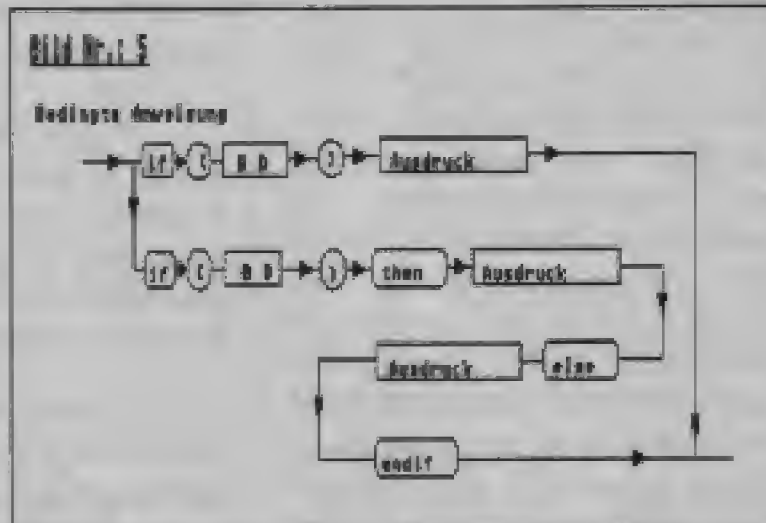 Bild Nr.: 5
Bedingte Anweisung
if ( ) Ausdruck
if ( ) then Ausdruck
Ausdruck else
endif